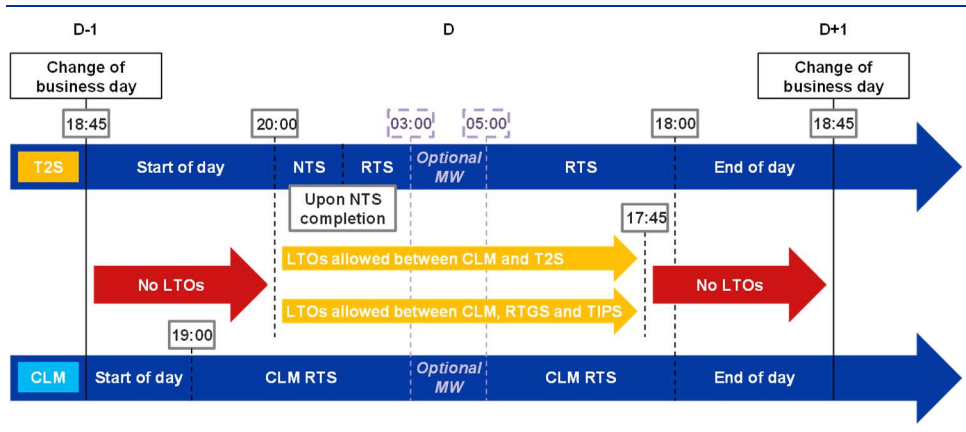 D-1
D
D+1
Change of
business day
Change of
business day
18:45
20:00
03:00
05:00
18:00
18:45
T2S
Start of day
NTS
RTS
Optional
MW
RTS
End of day
Upon NTS
completion
17:45
LTOs allowed between CLM and T2S
No LTOs
No LTOs
LTOs allowed between CLM, RTGS and TIPS
19:00
CLM
Start of day
CLM RTS
Optional
MW
CLM RTS
End of day